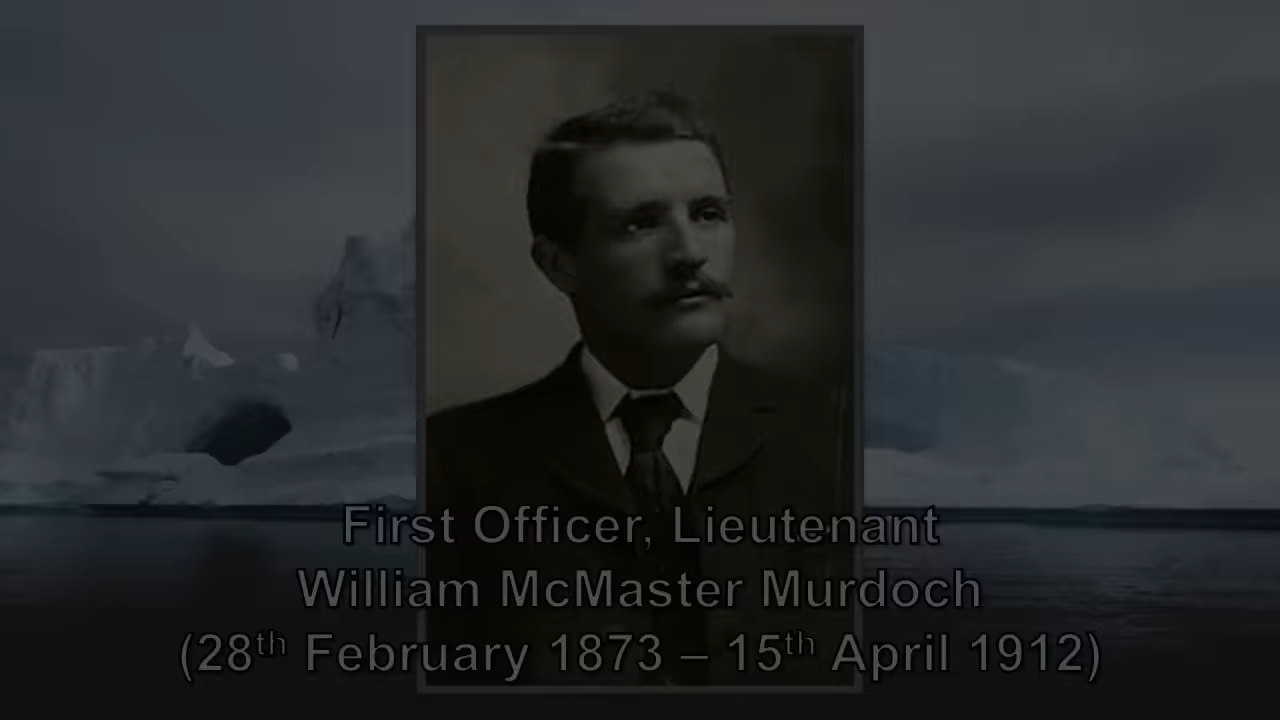 First Officer, Lieutenant
William McMaster Murdoch
(28th February 1873 – 15th April 1912)